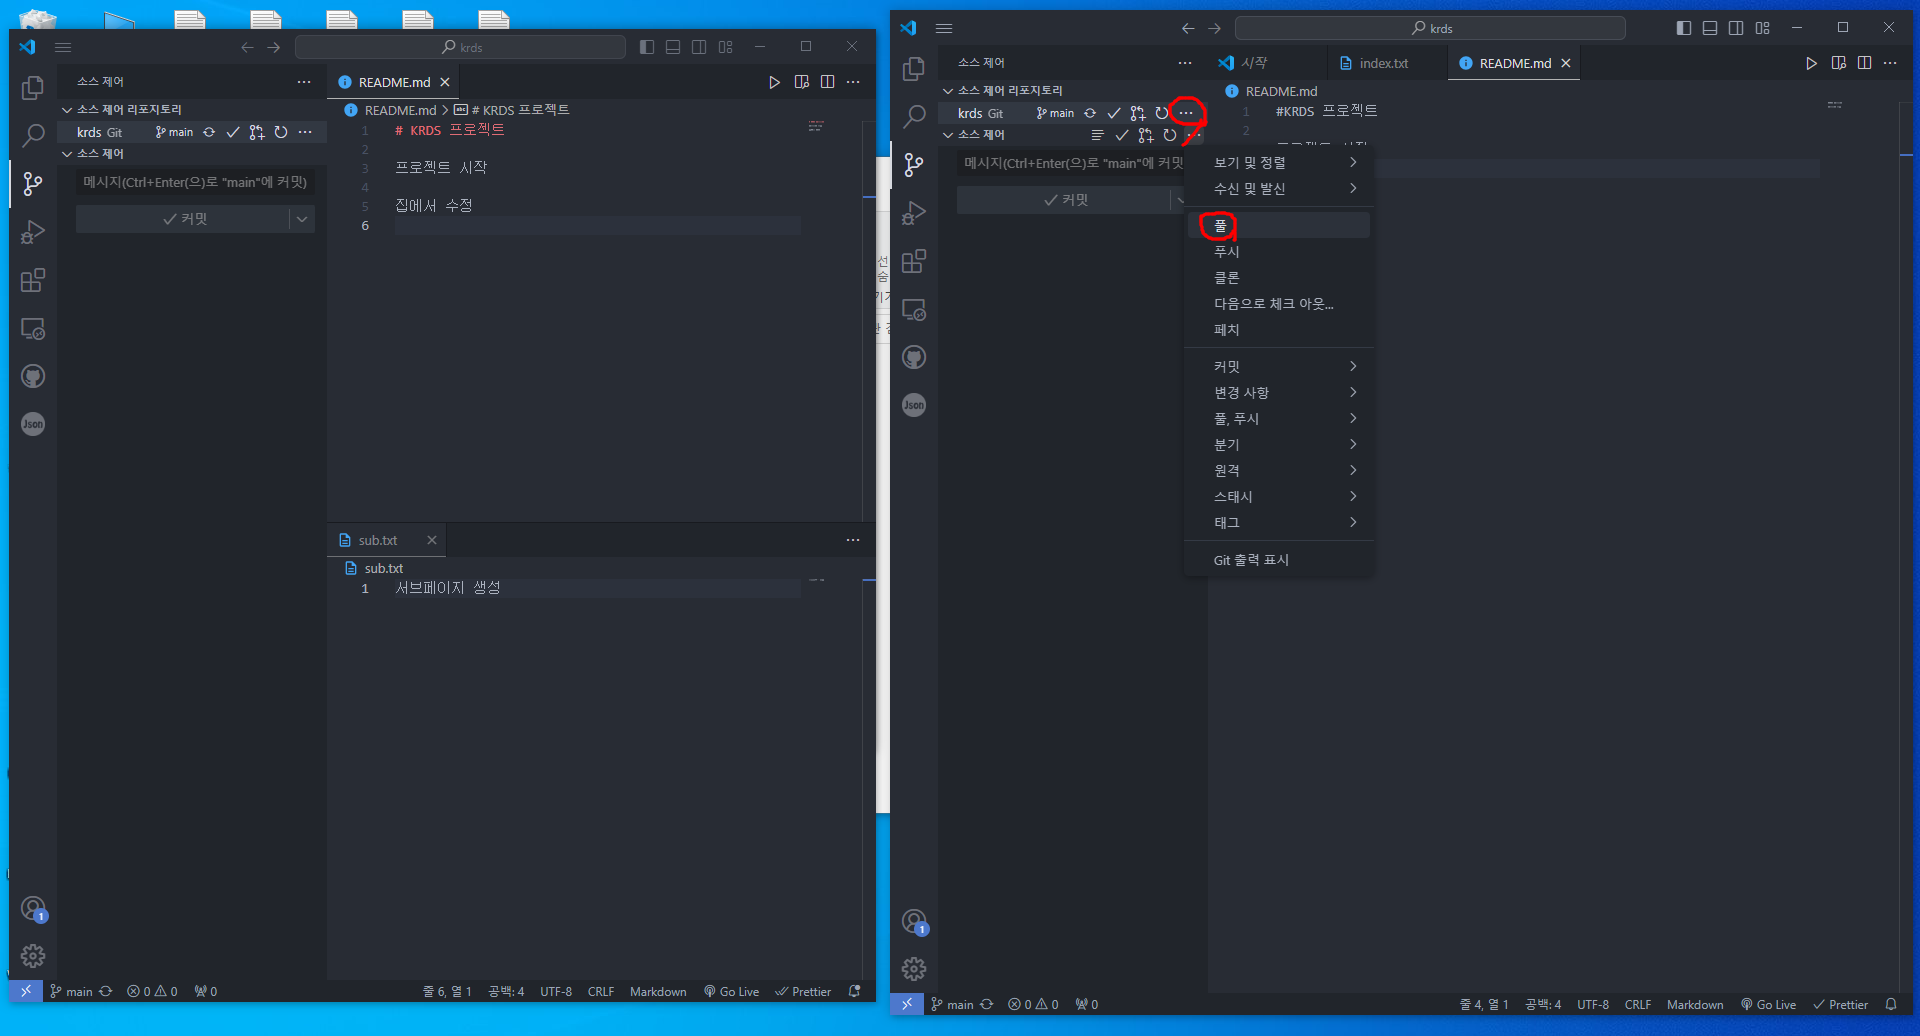 krds
소스 제어
소스 제어 리포지토리
krds Git main
소스 제어
메시지(Ctrl+Enter(으)로 "main"에 커밋)
커밋
Json
1
README.md
README.md > # KRDS 프로젝트
1 # KRDS 프로젝트
2
3 프로젝트 시작
4
5 집에서 수정
6
sub.txt
sub.txt
1 서브페이지 생성
main 0 0 0 줄 6, 열 1 공백: 4 UTF-8 CRLF Markdown Go Live Prettier
krds
소스 제어
소스 제어 리포지토리
krds Git main
소스 제어
메시지(Ctrl+Enter(으)로 "main"에 커밋
커밋
Json
1
시작 index.txt README.md
README.md
1 #KRDS 프로젝트
2
보기 및 정렬
수신 및 발신
풀
푸시
클론
다음으로 체크 아웃...
페치
커밋
변경 사항
풀, 푸시
분기
원격
스태시
태그
Git 출력 표시
main 0 0 0 줄 4, 열 1 공백: 4 UTF-8 CRLF Markdown Go Live Prettier